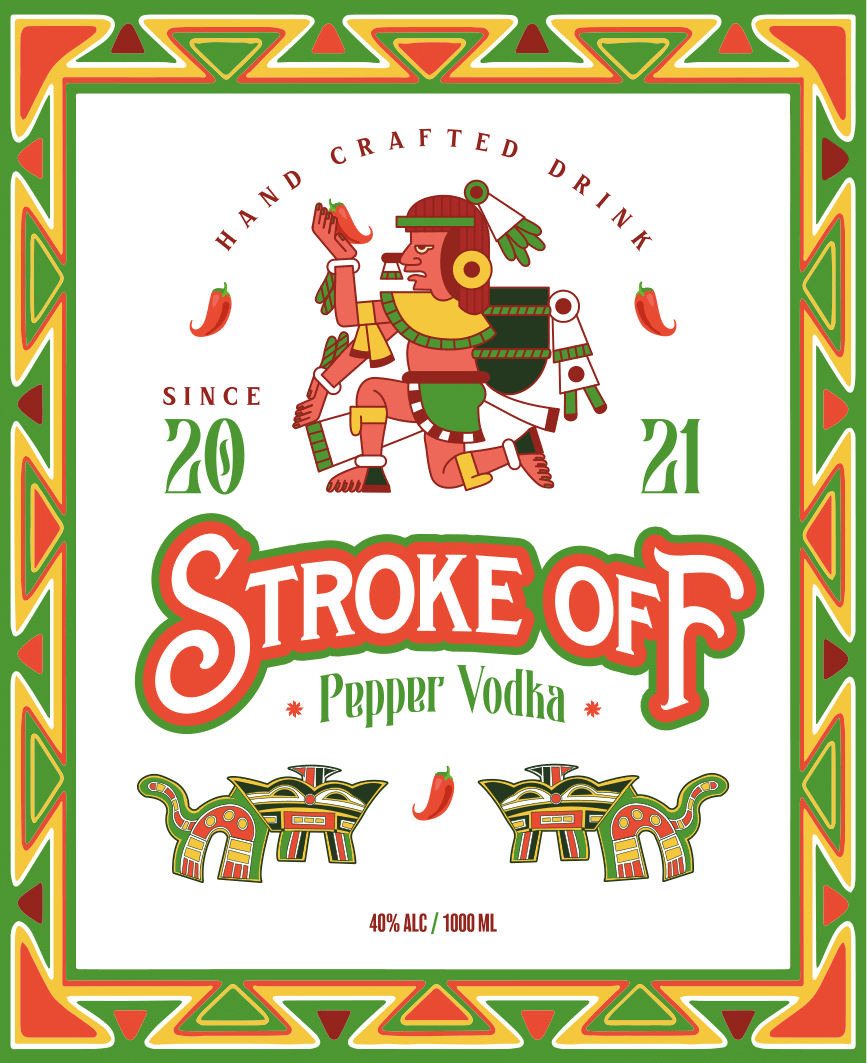 HAND CRAFTED DRINK
SINCE
20 21
STROKE OFF
Pepper Vodka
40% ALC / 1000 ML